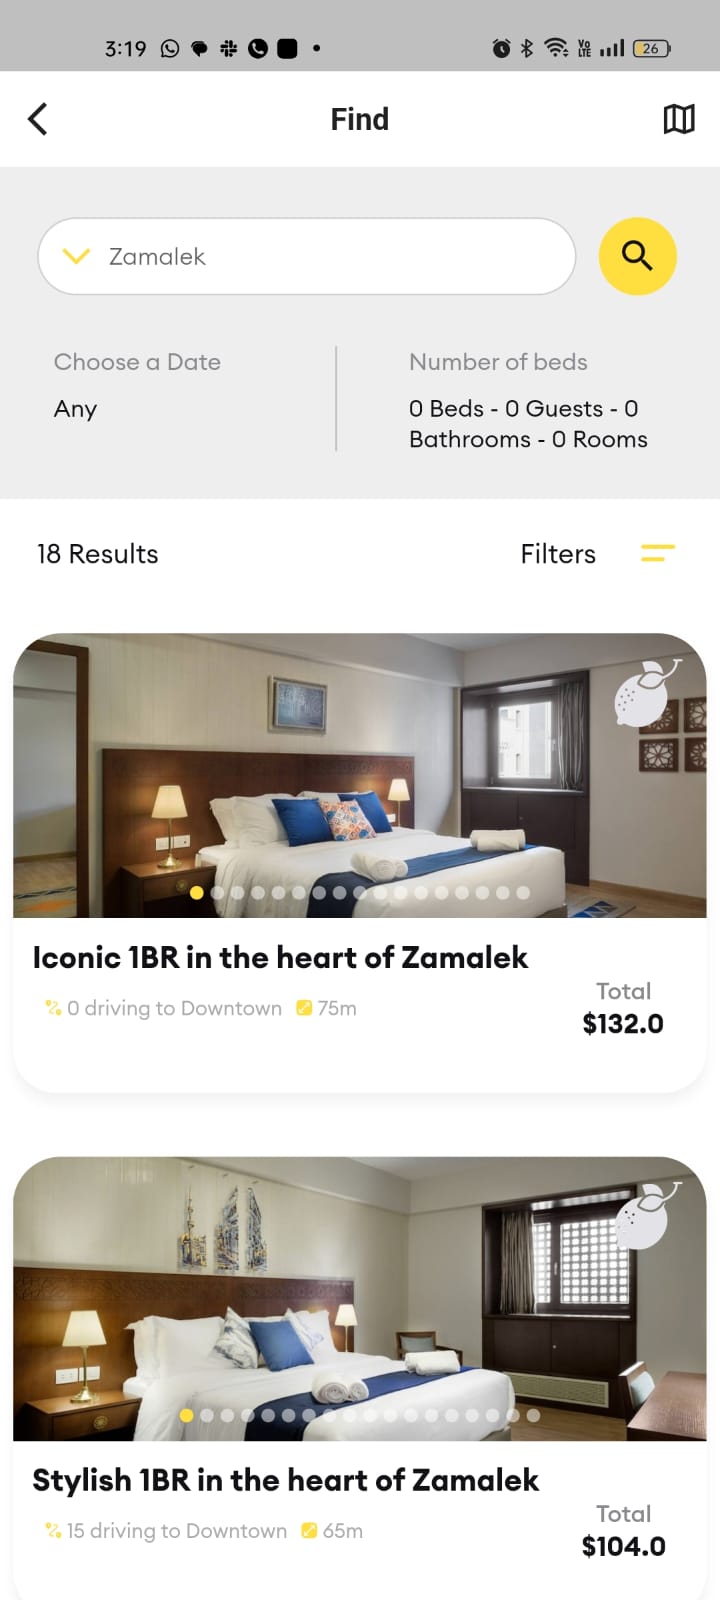 3:19
Vo
LTE
26
Find
Zamalek
Choose a Date
Any
Number of beds
0 Beds - 0 Guests - 0
Bathrooms - 0 Rooms
18 Results
Filters
Iconic 1BR in the heart of Zamalek
0 driving to Downtown 75m
Total
$132.0
Stylish 1BR in the heart of Zamalek
15 driving to Downtown 65m
Total
$104.0